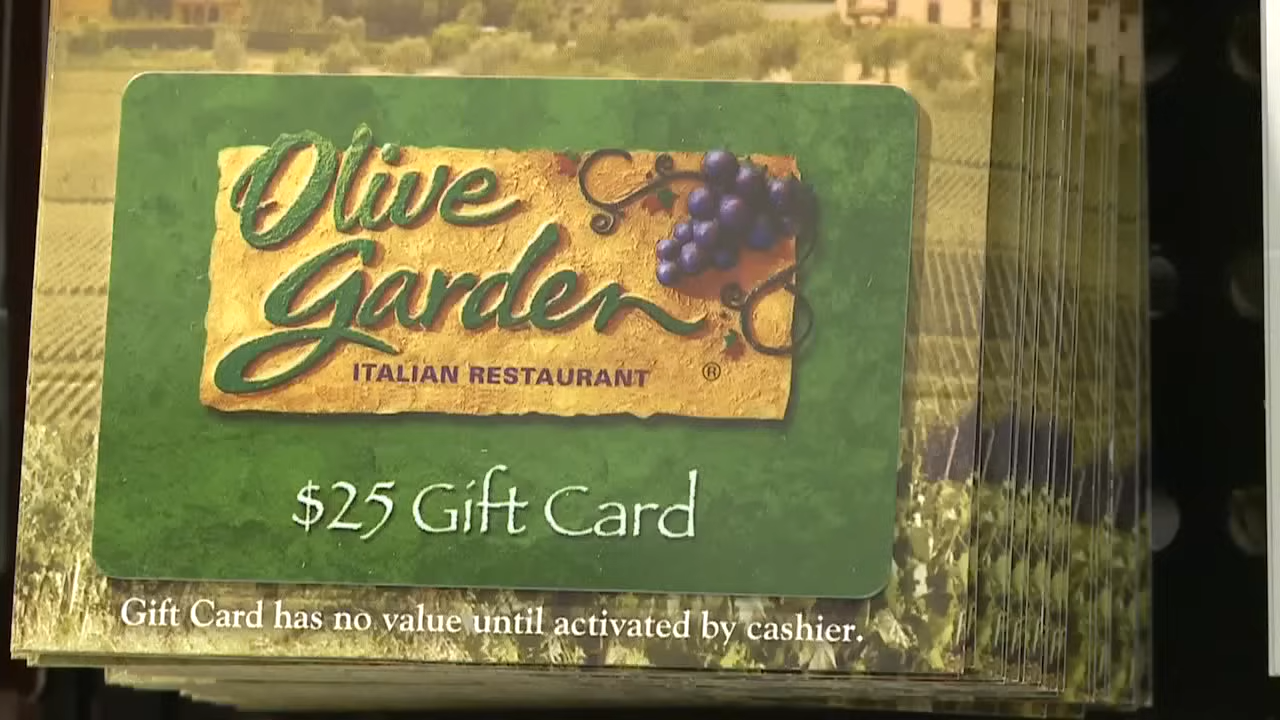 Olive
Garden
ITALIAN RESTAURANT ®
$25 Gift Card
Gift Card has no value until activated by cashier.